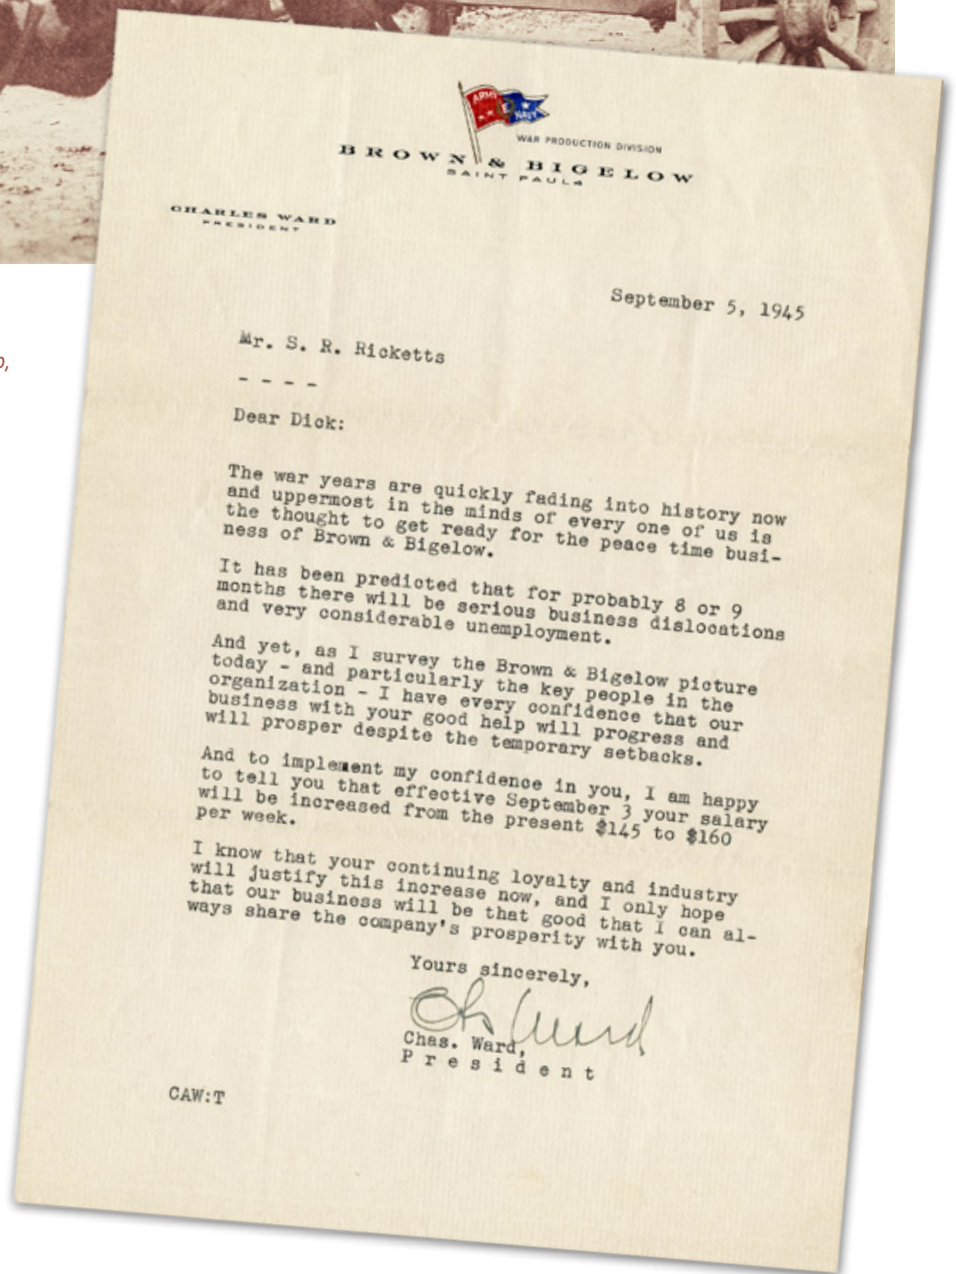 ARMY
E
NAVY
WAR PRODUCTION DIVISION
BROWN & BIGELOW
SAINT PAUL 4
CHARLES WARD
PRESIDENT
September 5, 1945
Mr. S. R. Ricketts
- - - -
Dear Dick:
The war years are quickly fading into history now
and uppermost in the minds of every one of us is
the thought to get ready for the peace time busi-
ness of Brown & Bigelow.
It has been predicted that for probably 8 or 9
months there will be serious business dislocations
and very considerable unemployment.
And yet, as I survey the Brown & Bigelow picture
today - and particularly the key people in the
organization - I have every confidence that our
business with your good help will progress and
will prosper despite the temporary setbacks.
And to implement my confidence in you, I am happy
to tell you that effective September 3 your salary
will be increased from the present $145 to $160
per week.
I know that your continuing loyalty and industry
will justify this increase now, and I only hope
that our business will be that good that I can al-
ways share the company's prosperity with you.
Yours sincerely,
Chs Ward
Chas. Ward,
President
CAW:T